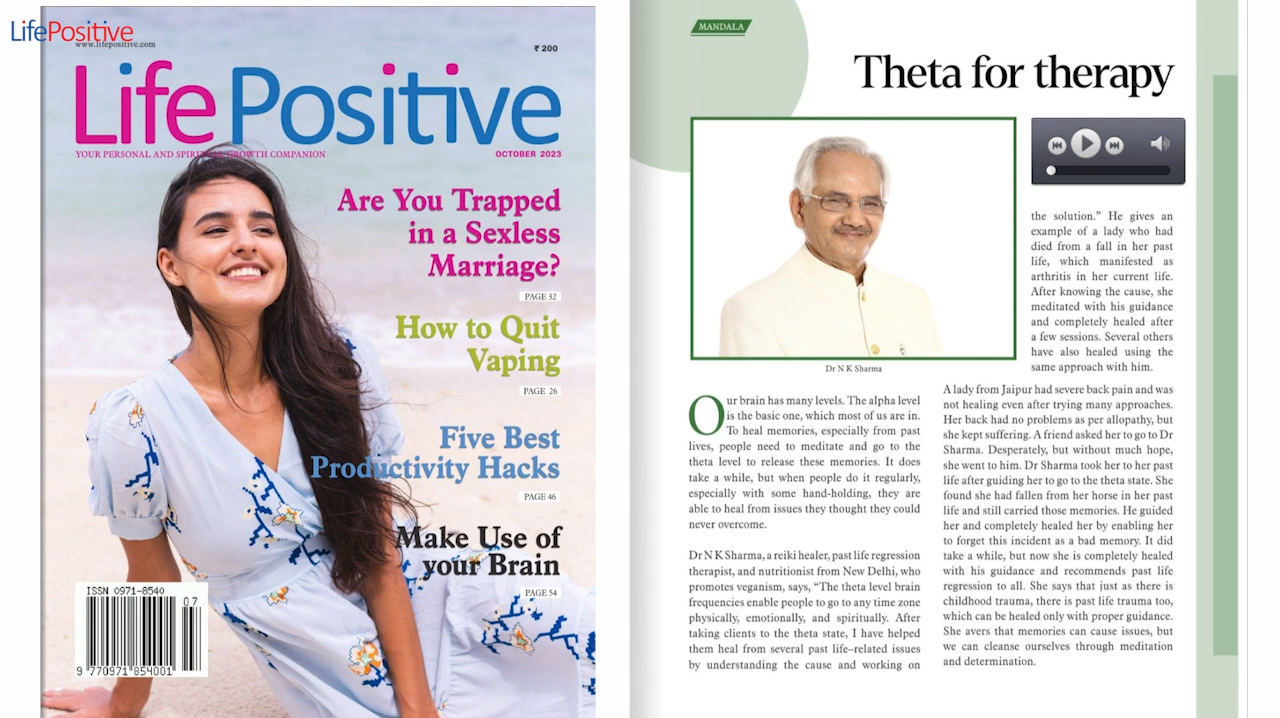 LifePositive
www.lifepositive.com
₹ 200
Life Positive
YOUR PERSONAL AND SPIRITUAL GROWTH COMPANION
OCTOBER 2023
Are You Trapped
in a Sexless
Marriage?
PAGE 32
How to Quit
Vaping
PAGE 26
Five Best
Productivity Hacks
PAGE 46
Make Use of
your Brain
PAGE 54
ISSN 0971-8540
07
9 770971 854001
MANDALA
Theta for therapy
Dr N K Sharma
Our brain has many levels. The alpha level
is the basic one, which most of us are in.
To heal memories, especially from past
lives, people need to meditate and go to the
theta level to release these memories. It does
take a while, but when people do it regularly,
especially with some hand-holding, they are
able to heal from issues they thought they could
never overcome.
Dr N K Sharma, a reiki healer, past life regression
therapist, and nutritionist from New Delhi, who
promotes veganism, says, “The theta level brain
frequencies enable people to go to any time zone
physically, emotionally, and spiritually. After
taking clients to the theta state, I have helped
them heal from several past life–related issues
by understanding the cause and working on
the solution.” He gives an
example of a lady who had
died from a fall in her past
life, which manifested as
arthritis in her current life.
After knowing the cause, she
meditated with his guidance
and completely healed after
a few sessions. Several others
have also healed using the
same approach with him.
A lady from Jaipur had severe back pain and was
not healing even after trying many approaches.
Her back had no problems as per allopathy, but
she kept suffering. A friend asked her to go to Dr
Sharma. Desperately, but without much hope,
she went to him. Dr Sharma took her to her past
life after guiding her to go to the theta state. She
found she had fallen from her horse in her past
life and still carried those memories. He guided
her and completely healed her by enabling her
to forget this incident as a bad memory. It did
take a while, but now she is completely healed
with his guidance and recommends past life
regression to all. She says that just as there is
childhood trauma, there is past life trauma too,
which can be healed only with proper guidance.
She avers that memories can cause issues, but
we can cleanse ourselves through meditation
and determination.